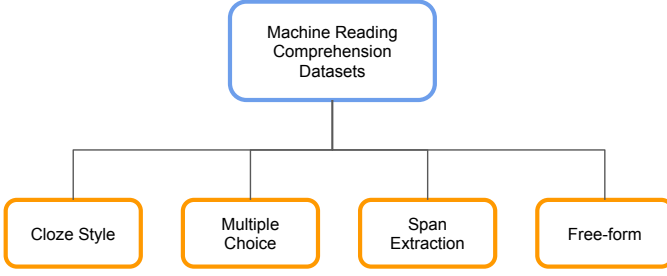 Machine Reading
Comprehension
Datasets
Cloze Style
Multiple
Choice
Span
Extraction
Free-form